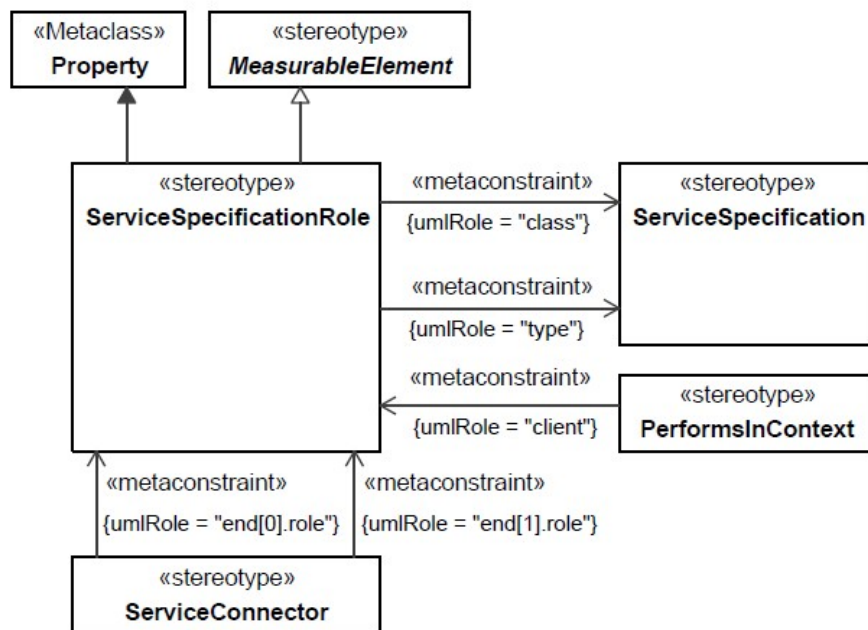 «Metaclass»
Property
«stereotype»
MeasurableElement
«stereotype»
ServiceSpecificationRole
«metaconstraint»
{umlRole = "class"}
«stereotype»
ServiceSpecification
«metaconstraint»
{umlRole = "type"}
«metaconstraint»
{umlRole = "client"}
«stereotype»
PerformsInContext
«metaconstraint»
{umlRole = "end[0].role"}
«metaconstraint»
{umlRole = "end[1].role"}
«stereotype»
ServiceConnector